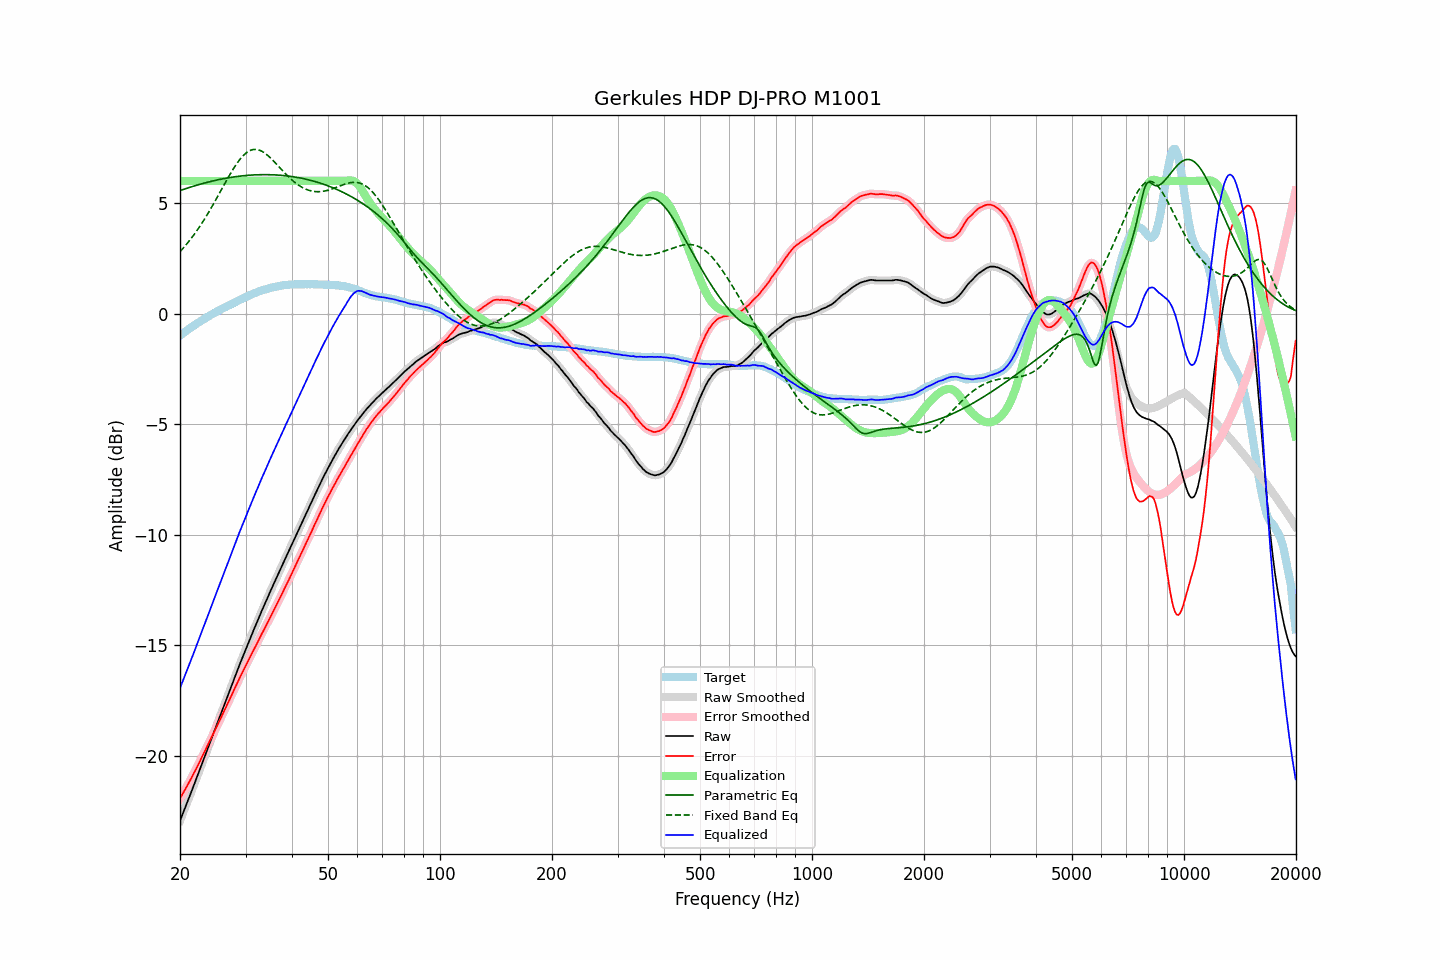 Gerkules HDP DJ-PRO M1001
Amplitude (dBr)
5
0
−5
−10
−15
−20
20
50
100
200
500
1000
2000
5000
10000
20000
Frequency (Hz)
Target
Raw Smoothed
Error Smoothed
Raw
Error
Equalization
Parametric Eq
Fixed Band Eq
Equalized